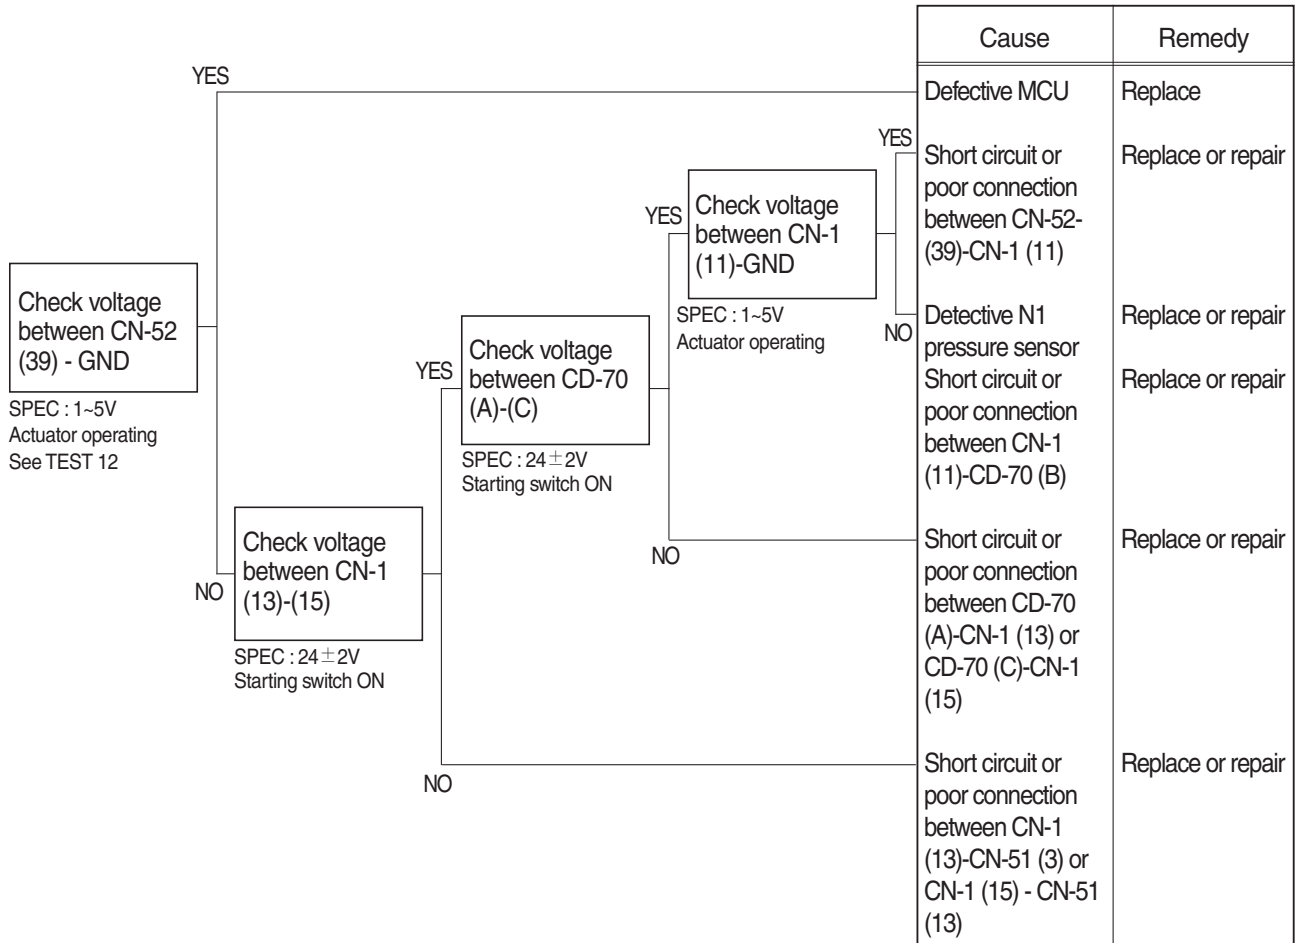 Cause
Remedy
YES
Defective MCU
Replace
YES
Short circuit or
poor connection
between CN-52-
(39)-CN-1 (11)
Replace or repair
YES
Check voltage
between CN-1
(11)-GND
SPEC : 1~5V
Actuator operating
NO
Detective N1
pressure sensor
Replace or repair
Short circuit or
poor connection
between CN-1
(11)-CD-70 (B)
Replace or repair
Check voltage
between CN-52
(39) - GND
SPEC : 1~5V
Actuator operating
See TEST 12
YES
Check voltage
between CD-70
(A)-(C)
SPEC : 24±2V
Starting switch ON
NO
Short circuit or
poor connection
between CD-70
(A)-CN-1 (13) or
CD-70 (C)-CN-1
(15)
Replace or repair
NO
Check voltage
between CN-1
(13)-(15)
SPEC : 24±2V
Starting switch ON
NO
Short circuit or
poor connection
between CN-1
(13)-CN-51 (3) or
CN-1 (15) - CN-51
(13)
Replace or repair